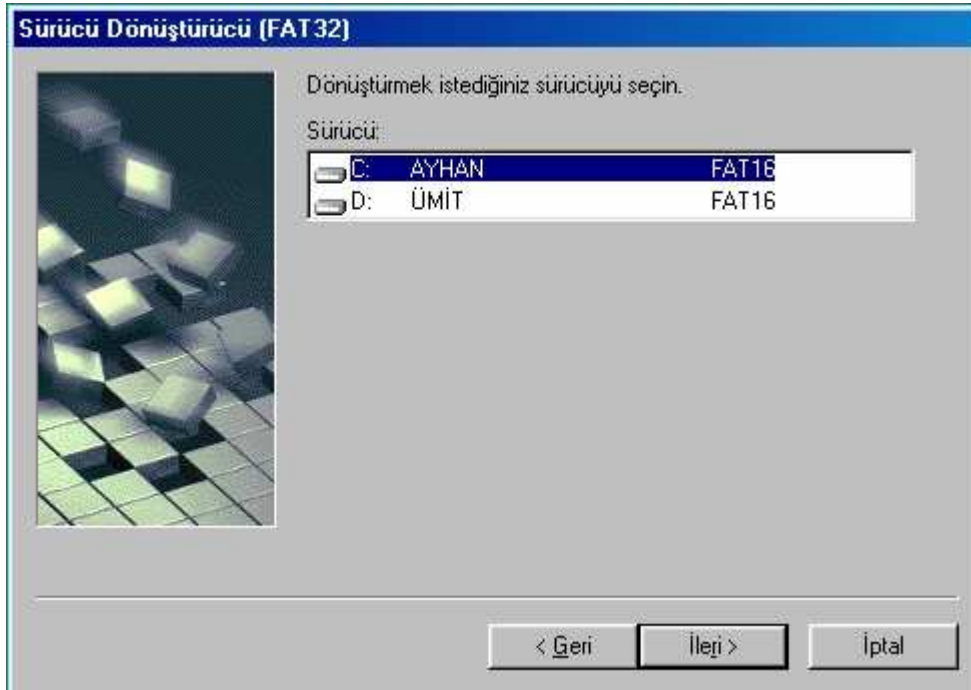 Sürücü Dönüştürücü (FAT32)
Dönüştürmek istediğiniz sürücüyü seçin.
Sürücü:
C: AYHAN FAT16
D: ÜMİT FAT16
< Geri İleri > İptal